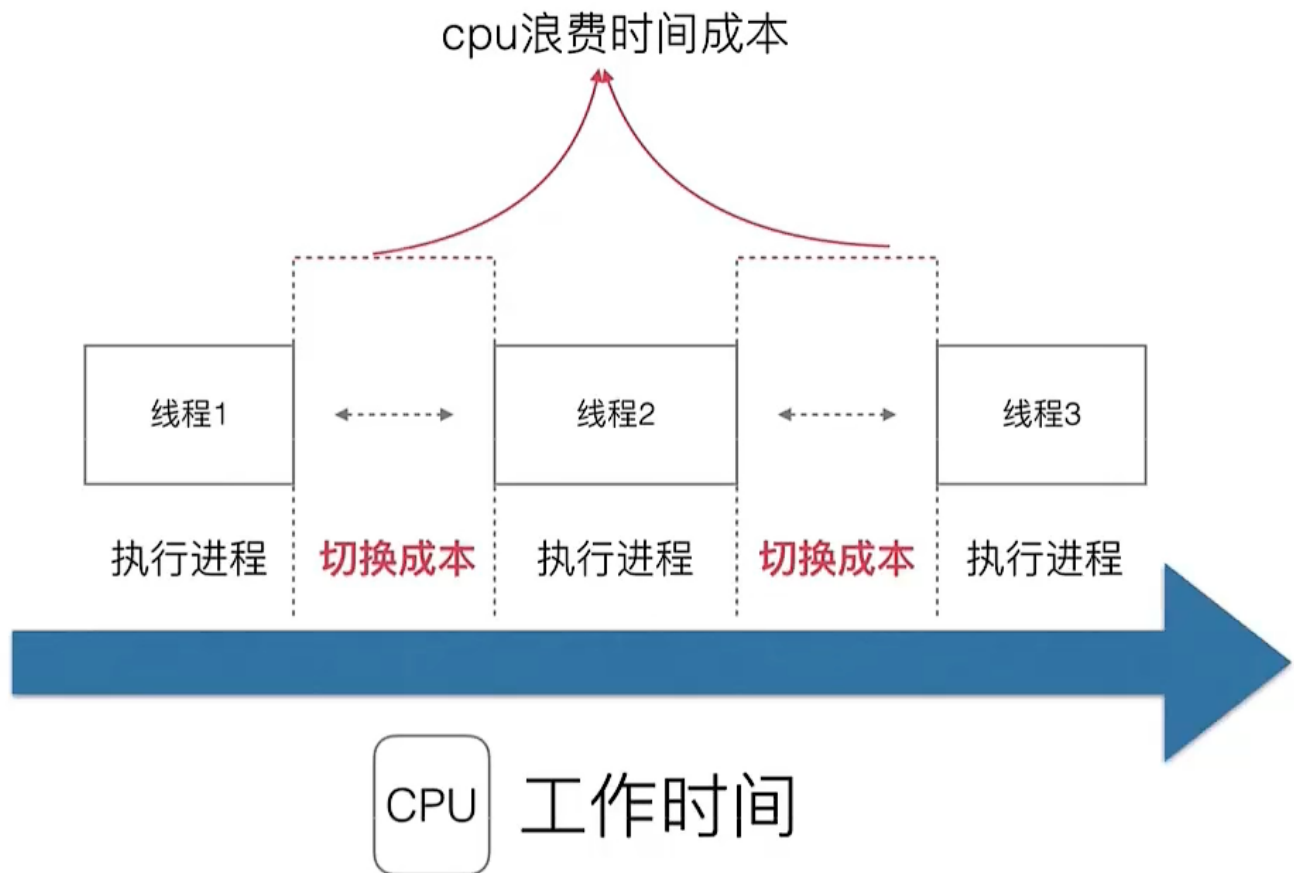 cpu浪费时间成本
线程1
线程2
线程3
执行进程
切换成本
执行进程
切换成本
执行进程
CPU
工作时间